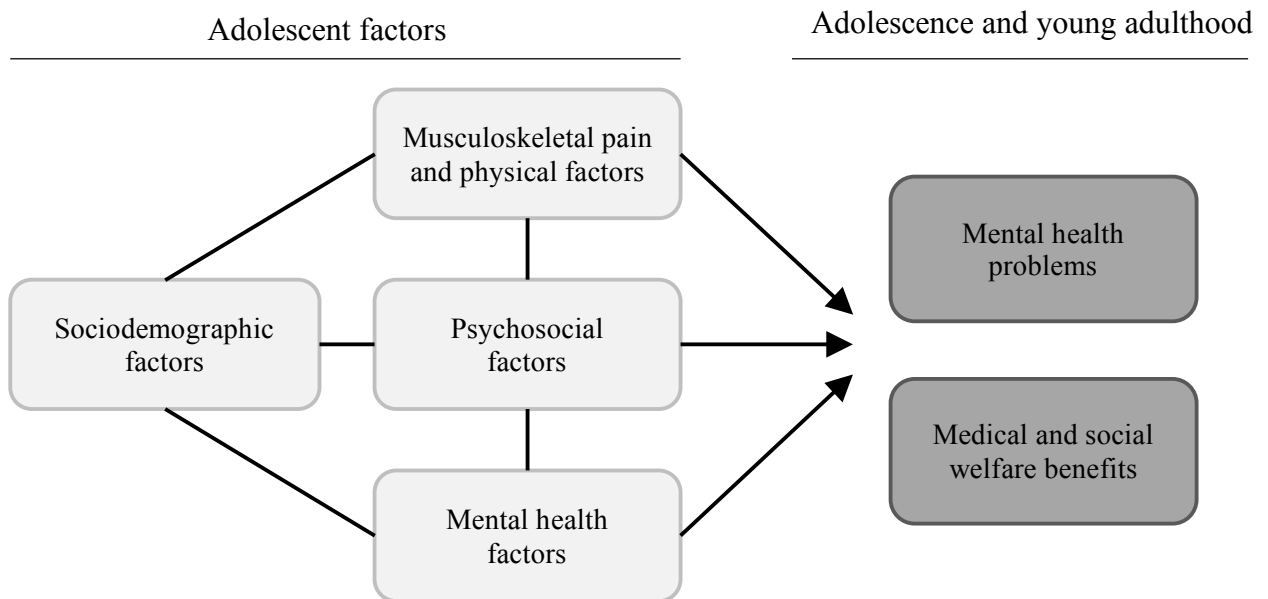 Adolescent factors
Adolescence and young adulthood
Musculoskeletal pain
and physical factors
Sociodemographic
factors
Psychosocial
factors
Mental health
factors
Mental health
problems
Medical and social
welfare benefits